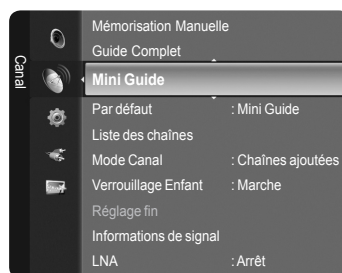 Canal
Mémorisation Manuelle
Guide Complet
Mini Guide
Par défaut : Mini Guide
Liste des chaînes
Mode Canal : Chaînes ajoutées
Verrouillage Enfant : Marche
Réglage fin
Informations de signal
LNA : Arrêt